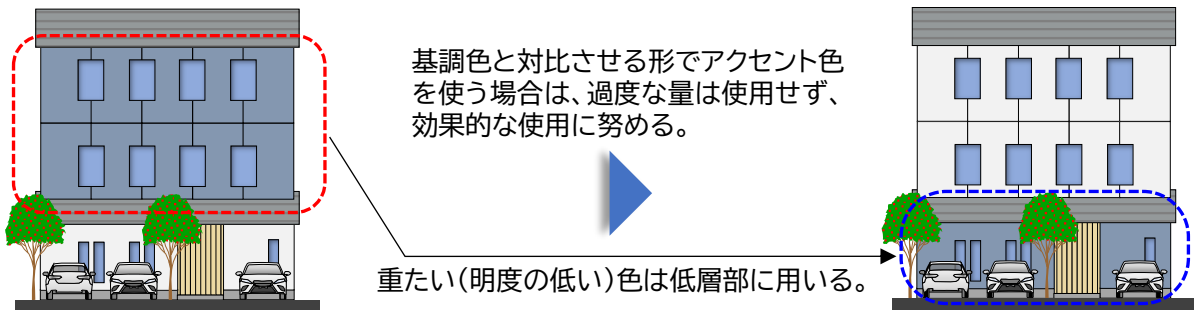 基調色と対比させる形でアクセント色
を使う場合は、過度な量は使用せず、
効果的な使用に努める。
重たい(明度の低い)色は低層部に用いる。